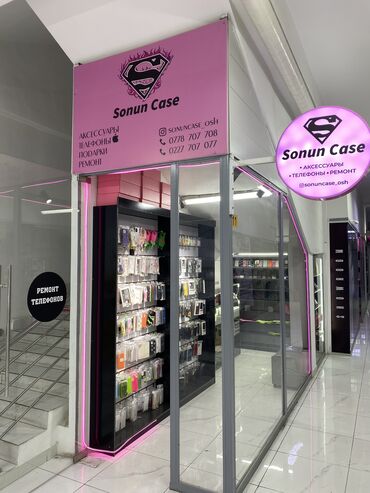 Sonun Case
АКСЕССУАРЫ
ТЕЛЕФОНЫ
ПОДАРКИ
РЕМОНТ
SONUNCASE_OSH
0778 707 708
0227 707 077
Sonun Case
• АКСЕССУАРЫ
• ТЕЛЕФОНЫ • РЕМОНТ
@sonuncase_osh
РЕМОНТ
ТЕЛЕФОНОВ